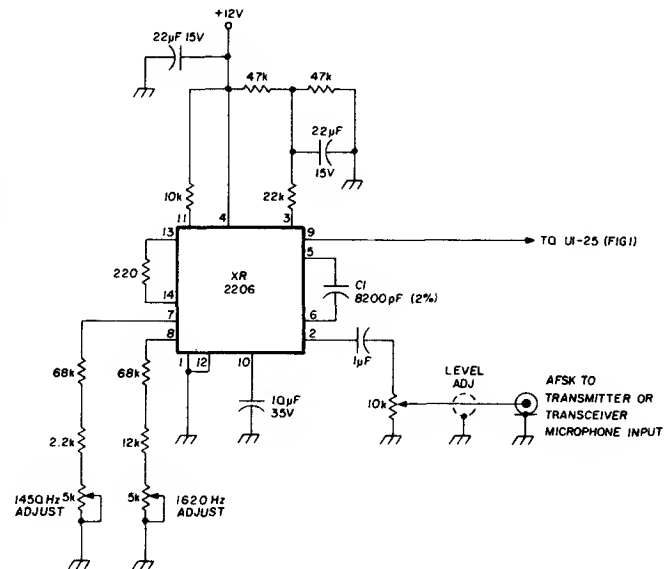 +12V
22µF 15V
47k
47k
22µF
15V
10k
22k
11
4
3
13
9
TO U1-25 (FIG1)
5
220
XR
2206
C1
8200pF (2%)
14
6
7
2
8
1µF
1
12
10
68k
68k
LEVEL
ADJ
AFSK TO
TRANSMITTER OR
TRANSCEIVER
MICROPHONE INPUT
10µF
35V
10k
2.2k
12k
1450 Hz
ADJUST
5k
5k
1620 Hz
ADJUST